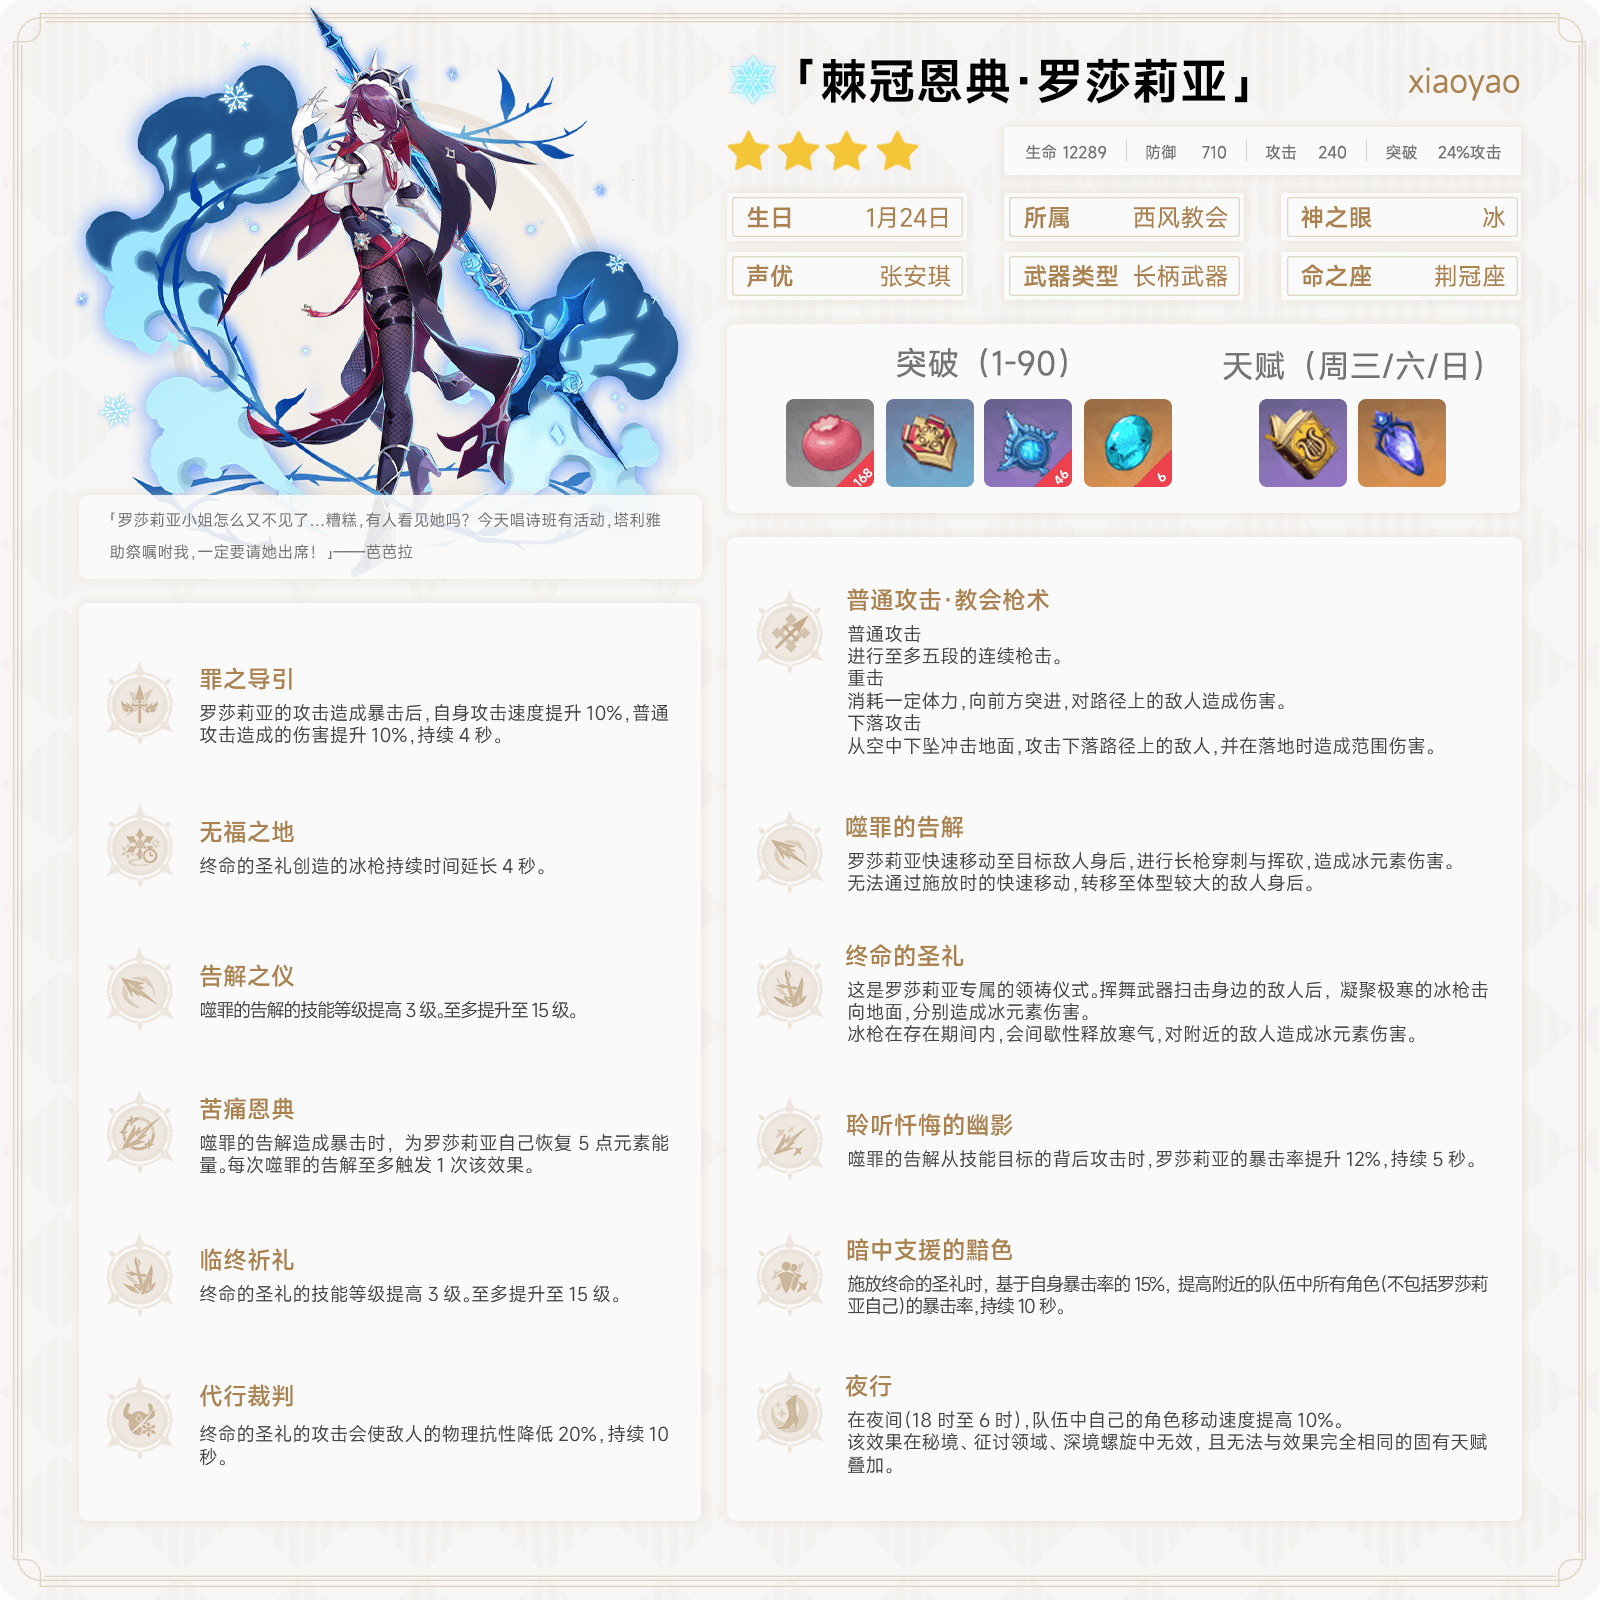 「棘冠恩典·罗莎莉亚」
xiaoyao
生命 12289 防御 710 攻击 240 突破 24%攻击
生日 1月24日
所属 西风教会
神之眼 冰
声优 张安琪
武器类型 长柄武器
命之座 荆冠座
突破（1-90）
天赋（周三/六/日）
168
46
6
「罗莎莉亚小姐怎么又不见了...糟糕,有人看见她吗？今天唱诗班有活动,塔利雅
助祭嘱咐我,一定要请她出席！」——芭芭拉
罪之导引
罗莎莉亚的攻击造成暴击后,自身攻击速度提升 10%,普通
攻击造成的伤害提升 10%,持续 4 秒。
无福之地
终命的圣礼创造的冰枪持续时间延长 4 秒。
告解之仪
噬罪的告解的技能等级提高 3 级。至多提升至 15 级。
苦痛恩典
噬罪的告解造成暴击时，为罗莎莉亚自己恢复 5 点元素能
量。每次噬罪的告解至多触发 1 次该效果。
临终祈礼
终命的圣礼的技能等级提高 3 级。至多提升至 15 级。
代行裁判
终命的圣礼的攻击会使敌人的物理抗性降低 20%,持续 10
秒。
普通攻击·教会枪术
普通攻击
进行至多五段的连续枪击。
重击
消耗一定体力,向前方突进,对路径上的敌人造成伤害。
下落攻击
从空中下坠冲击地面,攻击下落路径上的敌人,并在落地时造成范围伤害。
噬罪的告解
罗莎莉亚快速移动至目标敌人身后,进行长枪穿刺与挥砍,造成冰元素伤害。
无法通过施放时的快速移动,转移至体型较大的敌人身后。
终命的圣礼
这是罗莎莉亚专属的领祷仪式。挥舞武器扫击身边的敌人后，凝聚极寒的冰枪击
向地面,分别造成冰元素伤害。
冰枪在存在期间内,会间歇性释放寒气,对附近的敌人造成冰元素伤害。
聆听忏悔的幽影
噬罪的告解从技能目标的背后攻击时,罗莎莉亚的暴击率提升 12%,持续 5 秒。
暗中支援的黯色
施放终命的圣礼时，基于自身暴击率的 15%，提高附近的队伍中所有角色(不包括罗莎莉
亚自己)的暴击率,持续 10 秒。
夜行
在夜间(18 时至 6 时),队伍中自己的角色移动速度提高 10%。
该效果在秘境、征讨领域、深境螺旋中无效，且无法与效果完全相同的固有天赋
叠加。